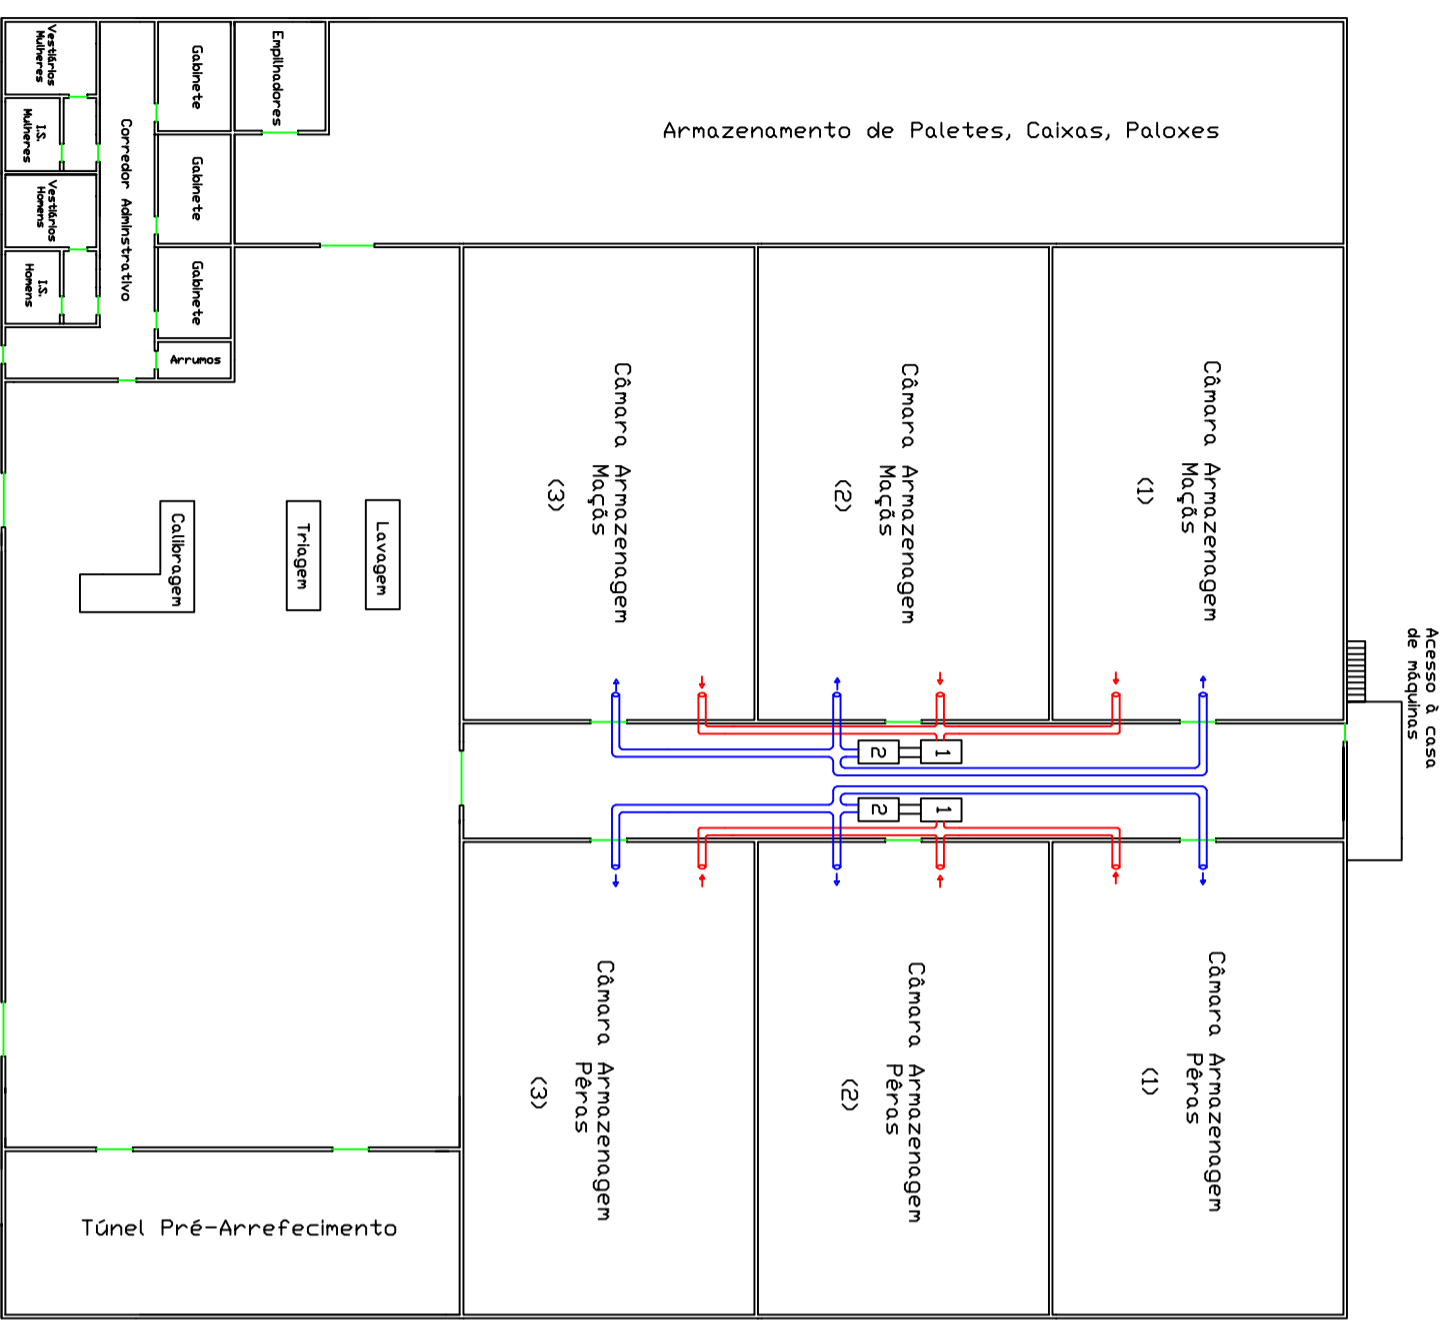 Vestiários
Mulheres
I.S.
Mulheres
Vestiários
Homens
I.S.
Homens
Corredor Adminstrativo
Gabinete
Gabinete
Gabinete
Arrumos
Empilhadores
Armazenamento de Paletes, Caixas, Paloxes
Câmara Armazenagem
Maçãs
(3)
Câmara Armazenagem
Maçãs
(2)
Câmara Armazenagem
Maçãs
(1)
Acesso à casa
de máquinas
Calibragem
Triagem
Lavagem
2
1
2
1
Câmara Armazenagem
Pêras
(3)
Câmara Armazenagem
Pêras
(2)
Câmara Armazenagem
Pêras
(1)
Túnel Pré-Arrefecimento